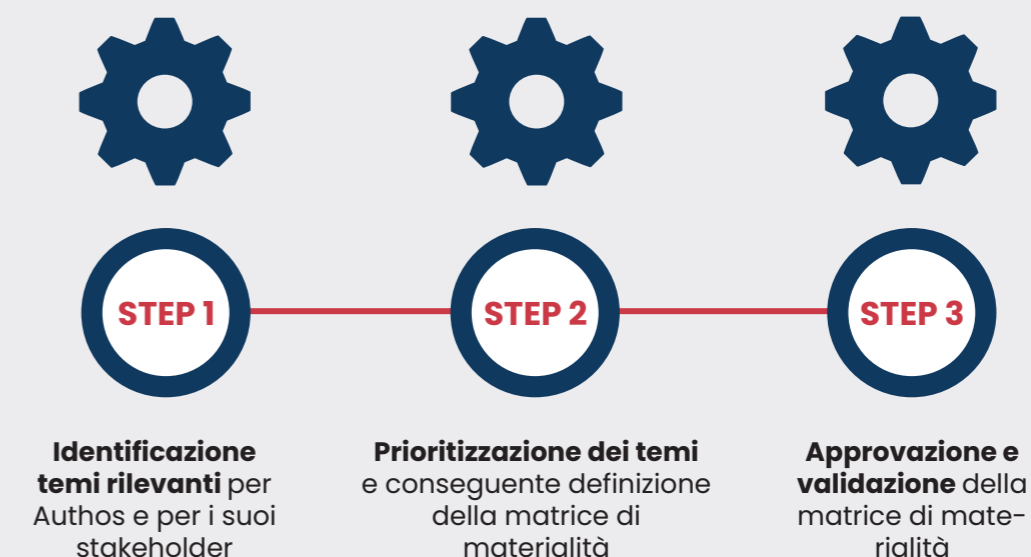 STEP 1
STEP 2
STEP 3
Identificazione
temi rilevanti per
Authos e per i suoi
stakeholder
Prioritizzazione dei temi
e conseguente definizione
della matrice di
materialità
Approvazione e
validazione della
matrice di mate-
rialità